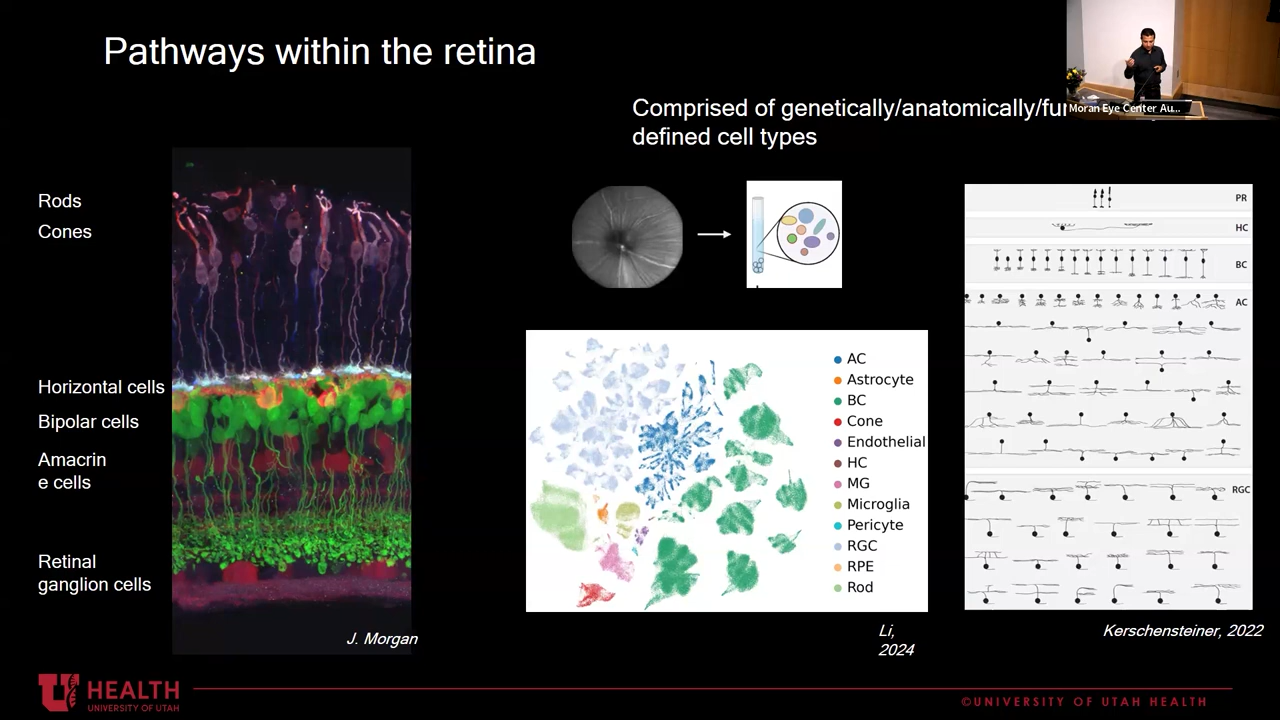 Pathways within the retina
Comprised of genetically/anatomically/fu
defined cell types
Moran Eye Center Au...
Rods
Cones
Horizontal cells
Bipolar cells
Amacrin
e cells
Retinal
ganglion cells
J. Morgan
AC
Astrocyte
BC
Cone
Endothelial
HC
MG
Microglia
Pericyte
RGC
RPE
Rod
Li,
2024
PR
HC
BC
AC
RGC
Kerschensteiner, 2022
U HEALTH
UNIVERSITY OF UTAH
©UNIVERSITY OF UTAH HEALTH